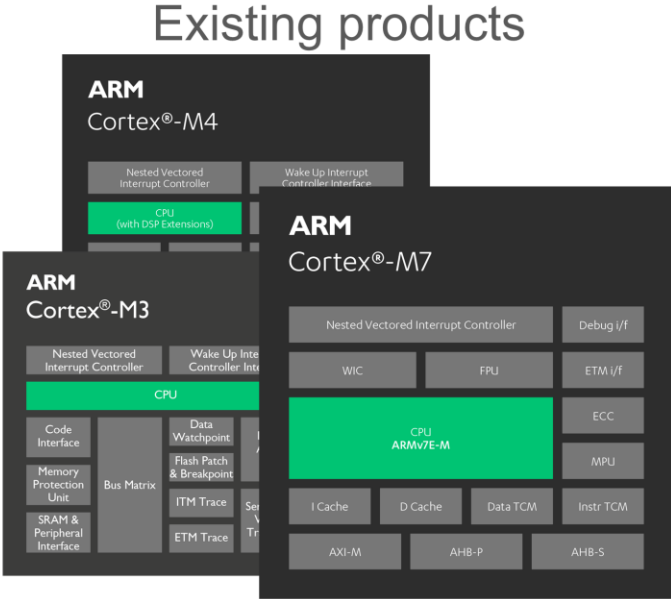 Existing products
ARM
Cortex®-M4
Nested Vectored
Interrupt Controller
Wake Up Interrupt
Controller Interface
CPU
(with DSP Extensions)
ARM
Cortex®-M3
Nested Vectored
Interrupt Controller
Wake Up
Controller
CPU
Code
Interface
Memory
Protection
Unit
SRAM &
Peripheral
Interface
Bus Matrix
Data
Watchpoint
Flash Patch
& Breakpoint
ITM Trace
ETM Trace
ARM
Cortex®-M7
Nested Vectored Interrupt Controller
Debug i/f
WIC
FPU
ETM i/f
CPU
ARMv7E-M
ECC
MPU
I Cache
D Cache
Data TCM
Instr TCM
AXI-M
AHB-P
AHB-S